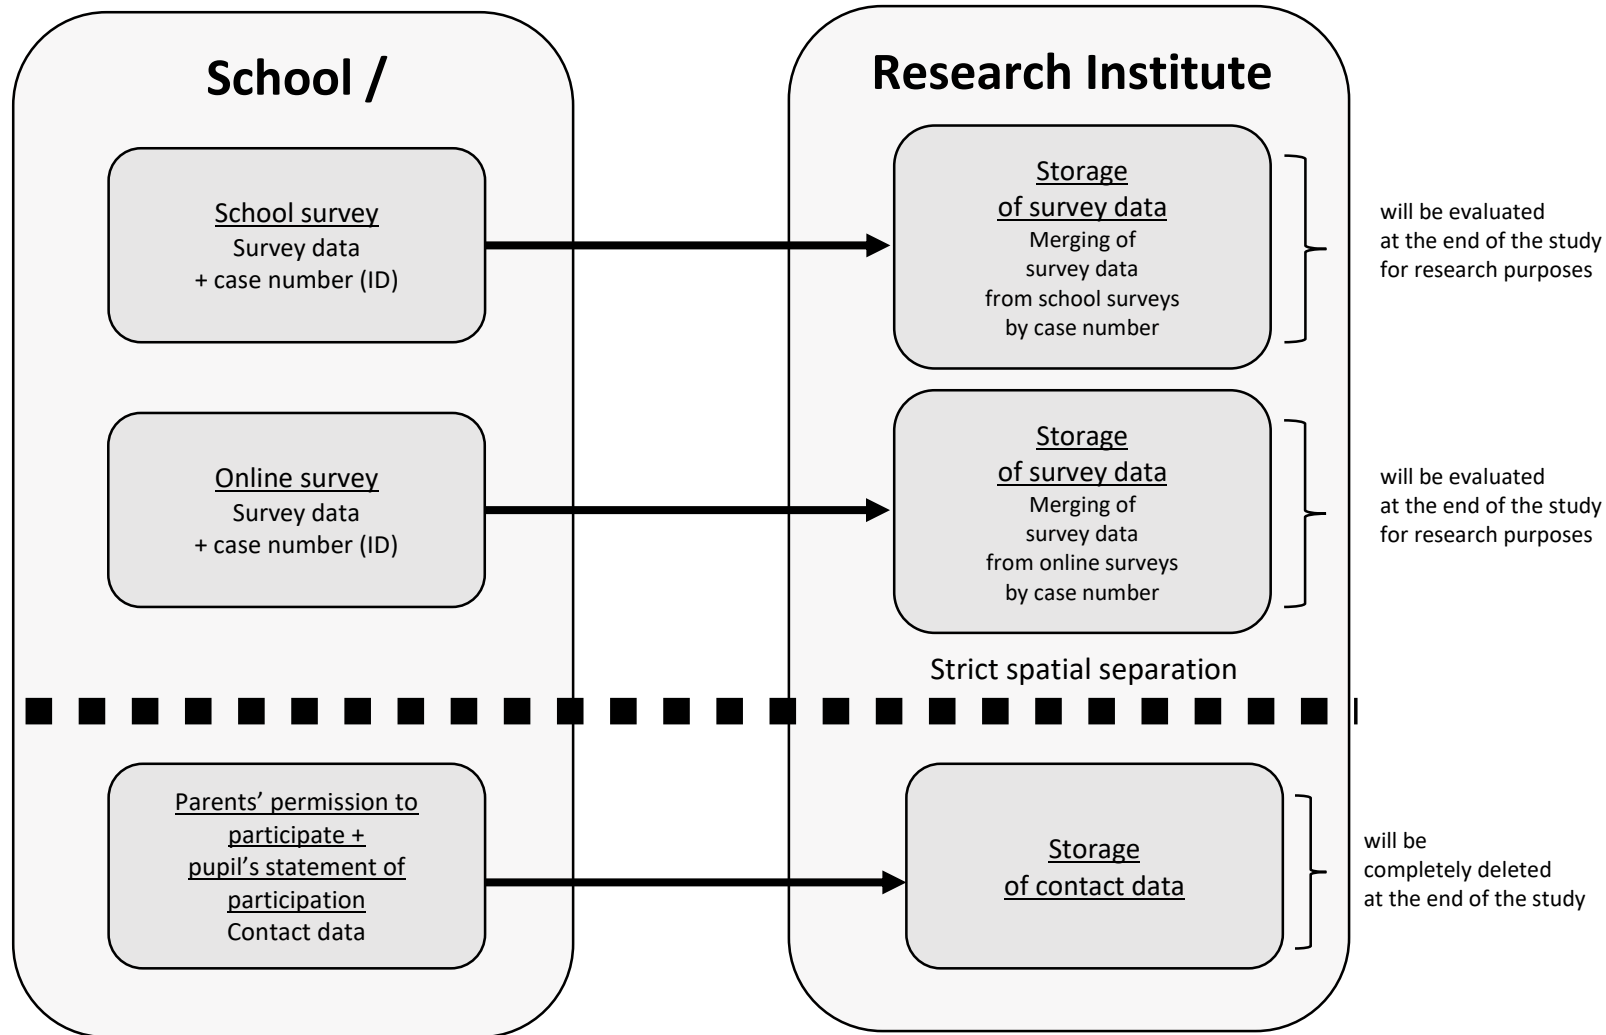 School /
School survey
Survey data
+ case number (ID)
Online survey
Survey data
+ case number (ID)
Parents’ permission to
participate +
pupil’s statement of
participation
Contact data
Research Institute
Storage
of survey data
Merging of
survey data
from school surveys
by case number
will be evaluated
at the end of the study
for research purposes
Storage
of survey data
Merging of
survey data
from online surveys
by case number
will be evaluated
at the end of the study
for research purposes
Strict spatial separation
Storage
of contact data
will be
completely deleted
at the end of the study